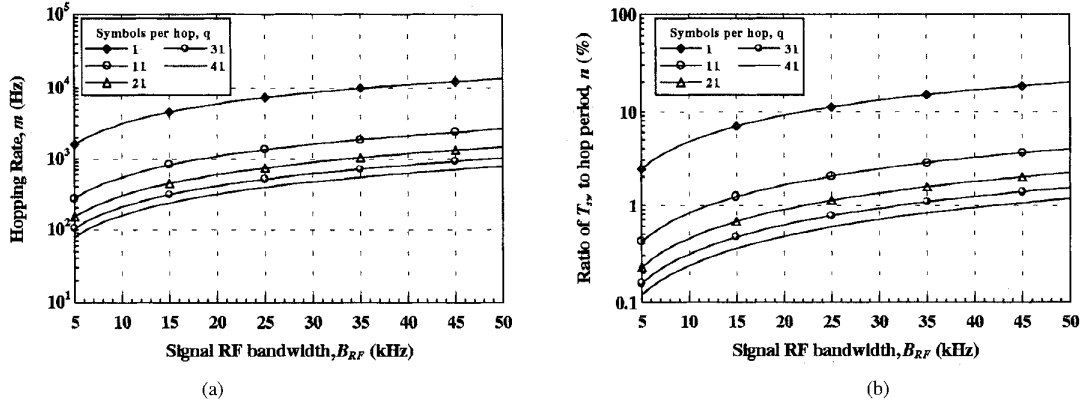 Symbols per hop, q
1
31
11
41
21
10^5
10^4
10^3
10^2
10^1
Hopping Rate, m (Hz)
5 10 15 20 25 30 35 40 45 50
Signal RF bandwidth, B_RF (kHz)
(a)
Symbols per hop, q
1
31
11
41
21
100
10
1
0.1
Ratio of T_sw to hop period, n (%)
5 10 15 20 25 30 35 40 45 50
Signal RF bandwidth, B_RF (kHz)
(b)